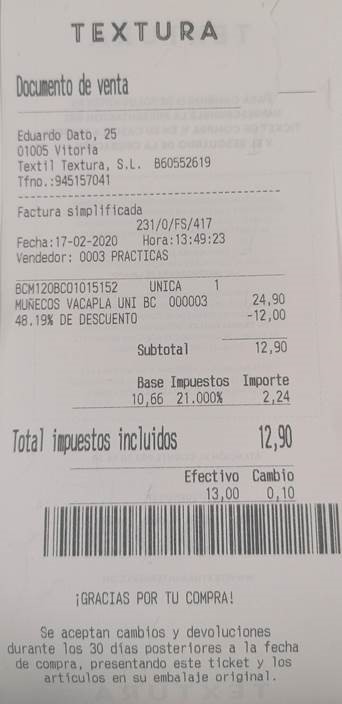 TEXTURA
Documento de venta
Eduardo Dato, 25
01005 Vitoria
Textil Textura, S.L. B60552619
Tfno.:945157041
Factura simplificada
231/0/FS/417
Fecha:17-02-2020 Hora:13:49:23
Vendedor: 0003 PRACTICAS
BCM120BC01015152 UNICA 1
MUÑECOS VACAPLA UNI BC 000003 24,90
48.19% DE DESCUENTO -12,00
Subtotal 12,90
Base Impuestos Importe
10,66 21.000% 2,24
Total impuestos incluidos 12,90
Efectivo Cambio
13,00 0,10
¡GRACIAS POR TU COMPRA!
Se aceptan cambios y devoluciones
durante los 30 días posteriores a la fecha
de compra, presentando este ticket y los
artículos en su embalaje original.